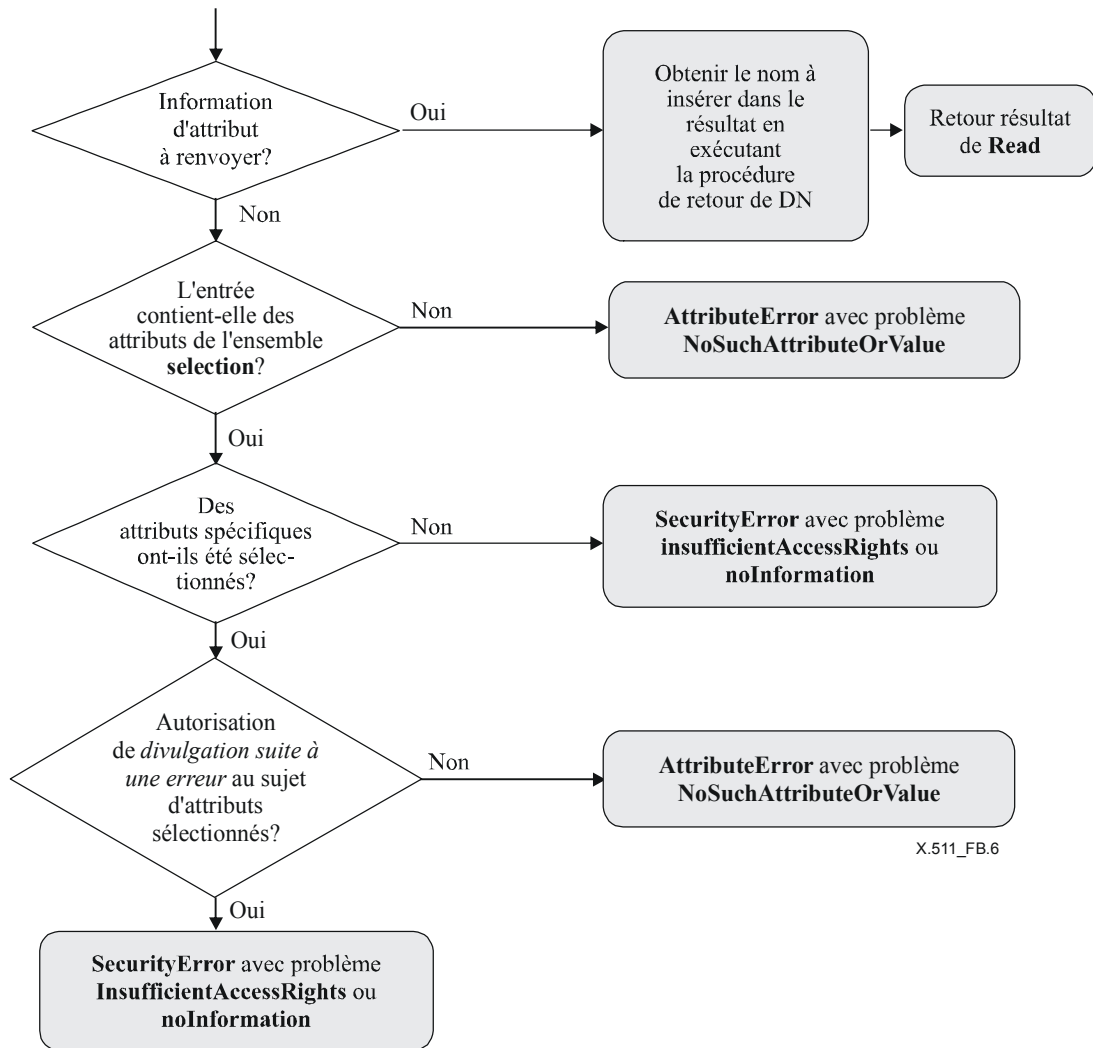 Information
d'attribut
à renvoyer?
Oui
Obtenir le nom à
insérer dans le
résultat en
exécutant
la procédure
de retour de DN
Retour résultat
de Read
Non
L'entrée
contient-elle des
attributs de l'ensemble
selection?
Non
AttributeError avec problème
NoSuchAttributeOrValue
Oui
Des
attributs spécifiques
ont-ils été sélec-
tionnés?
Non
SecurityError avec problème
insufficientAccessRights ou
noInformation
Oui
Autorisation
de divulgation suite à
une erreur au sujet
d'attributs
sélectionnés?
Non
AttributeError avec problème
NoSuchAttributeOrValue
X.511_FB.6
Oui
SecurityError avec problème
InsufficientAccessRights ou
noInformation